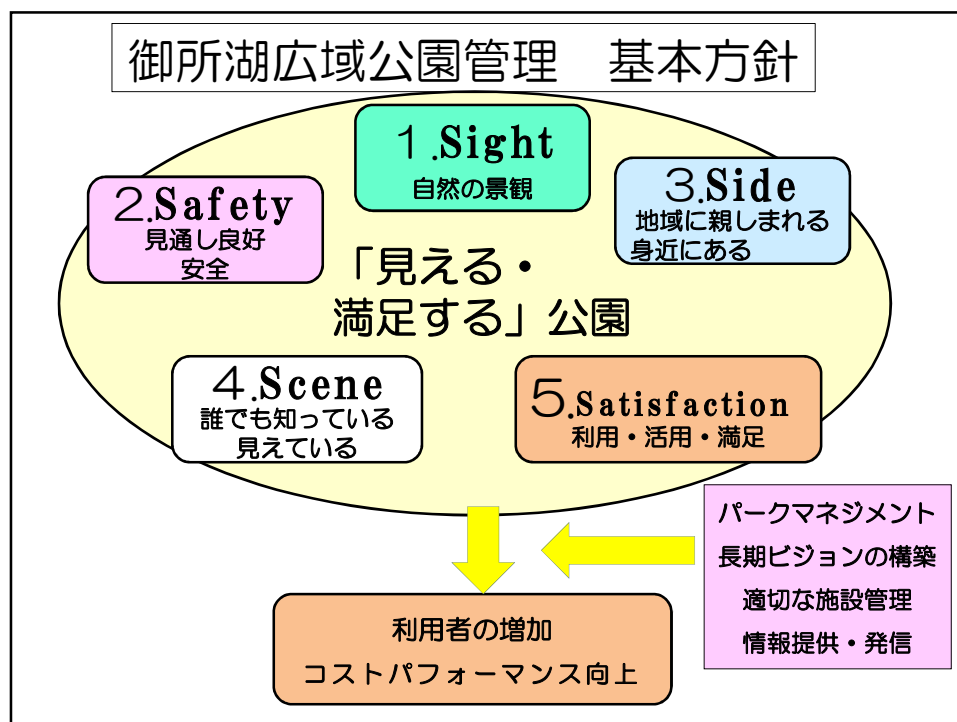 御所湖広域公園管理　基本方針
1.Sight
自然の景観
2.Safety
見通し良好
安全
3.Side
地域に親しまれる
身近にある
「見える・
満足する」公園
4.Scene
誰でも知っている
見えている
5.Satisfaction
利用・活用・満足
パークマネジメント
長期ビジョンの構築
適切な施設管理
情報提供・発信
利用者の増加
コストパフォーマンス向上